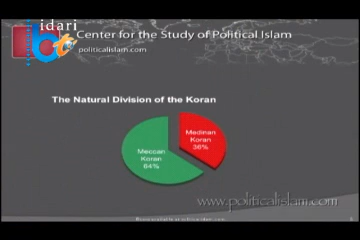 idari
Center for the Study of Political Islam
politicalislam.com
The Natural Division of the Koran
Medinan
Koran
36%
Meccan
Koran
64%
www.politicalislam.com